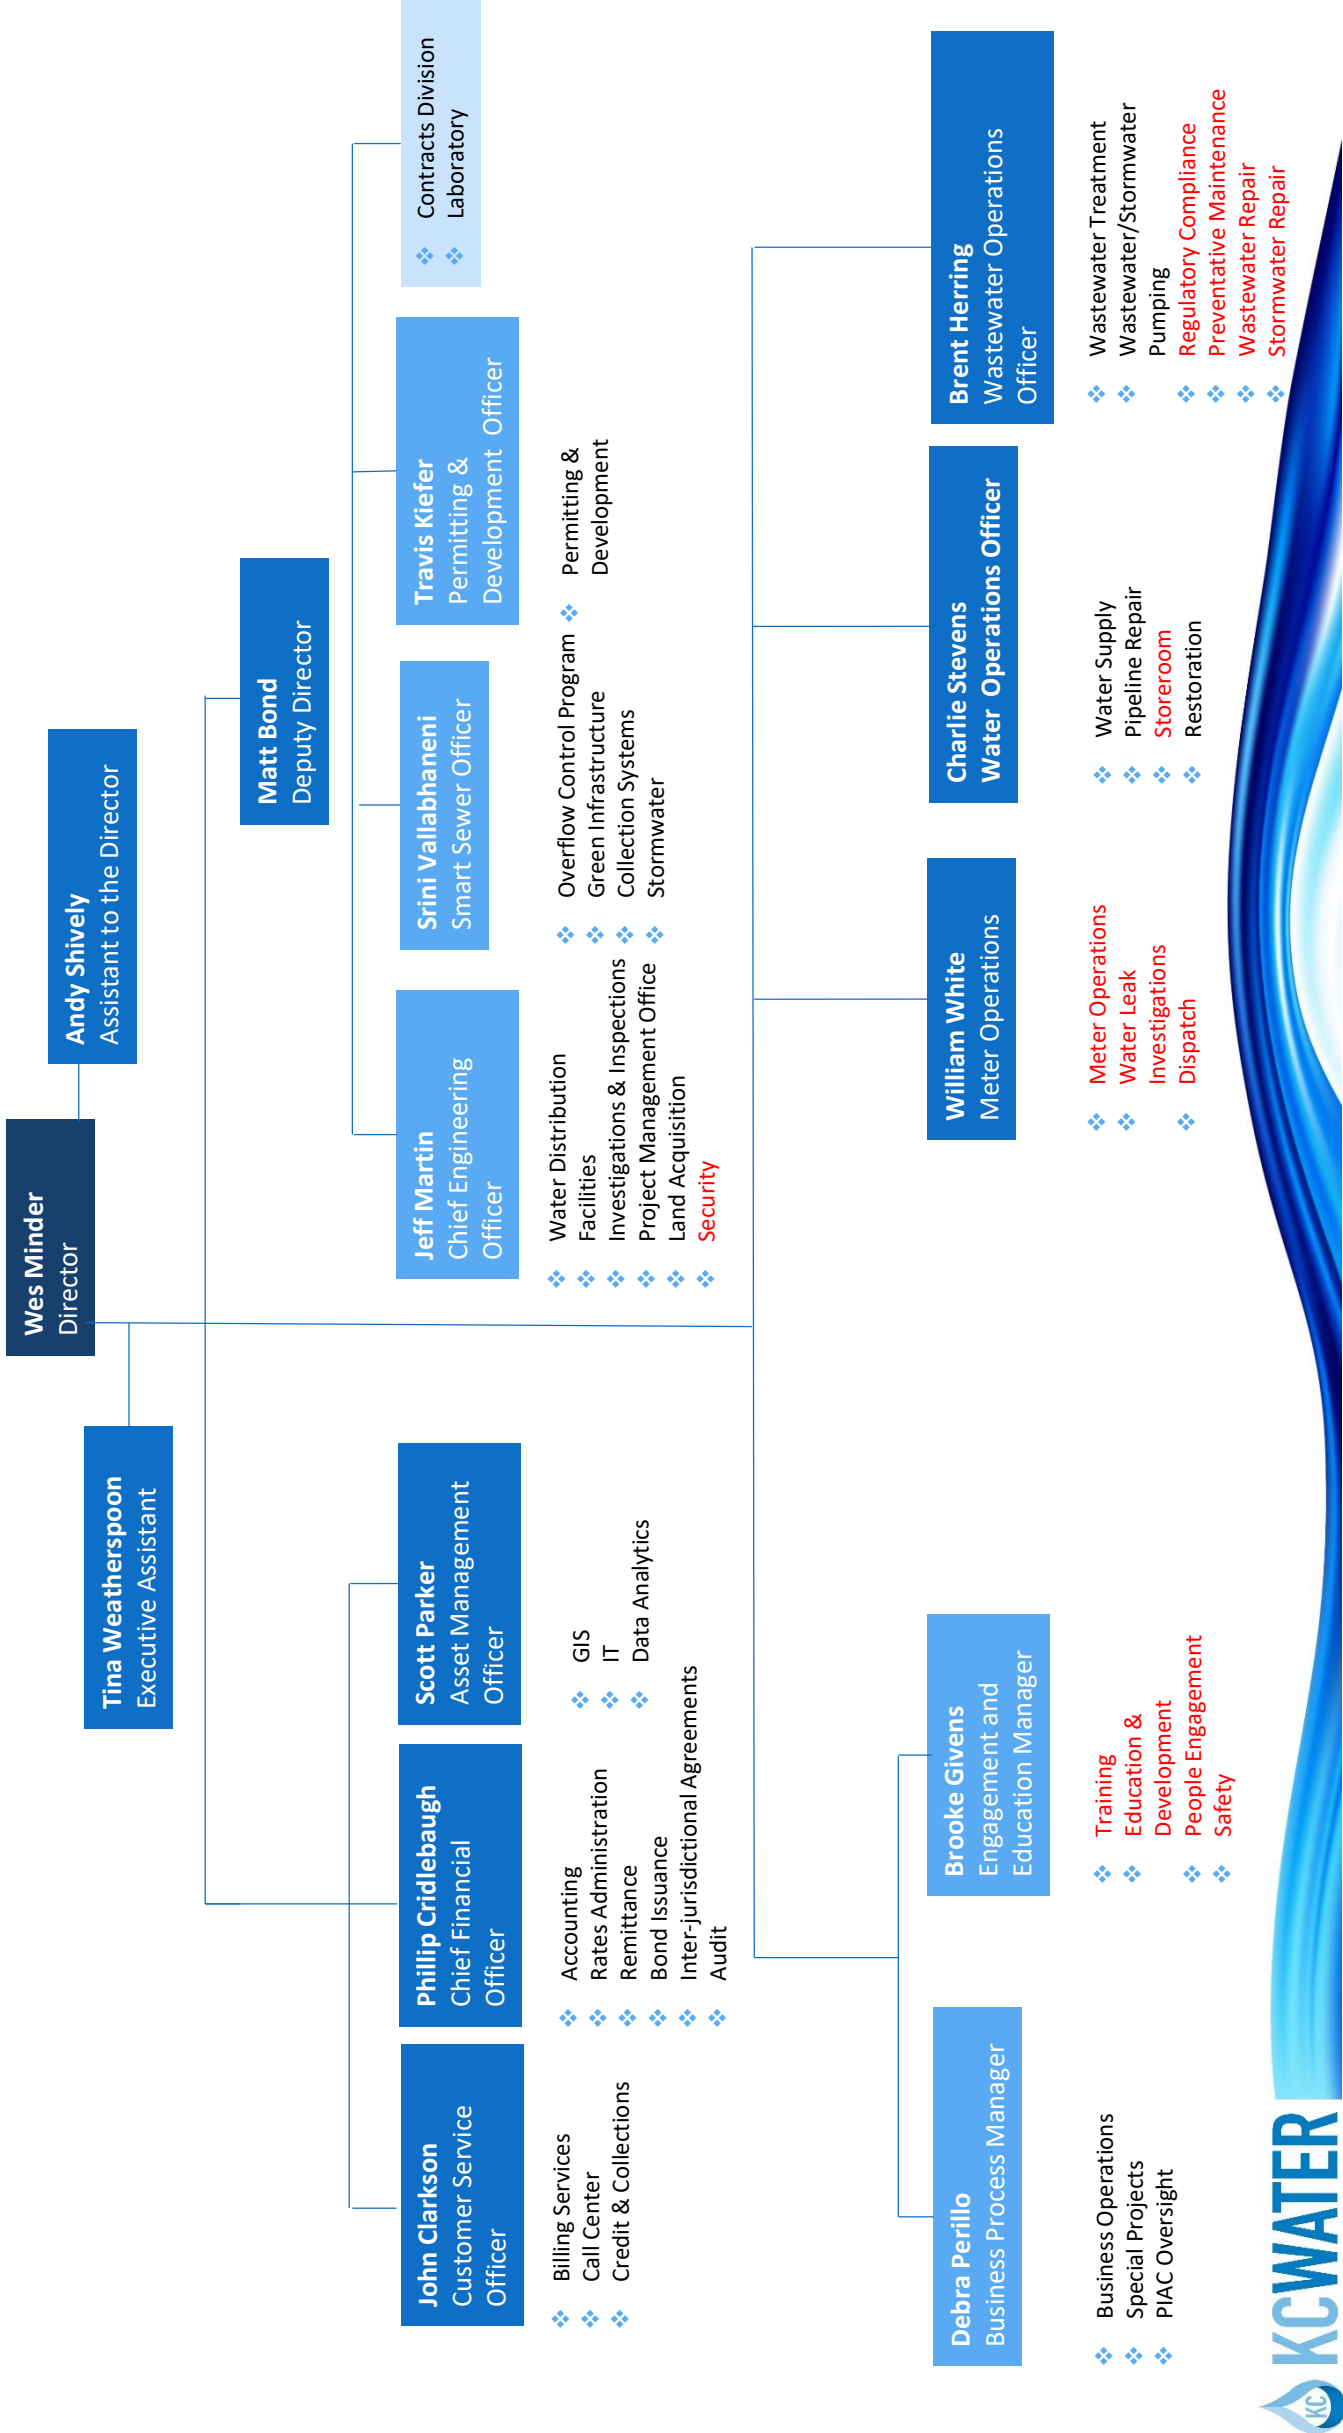 Wes Minder
Director
Andy Shively
Assistant to the Director
Tina Weatherspoon
Executive Assistant
Matt Bond
Deputy Director
John Clarkson
Customer Service
Officer
Billing Services
Call Center
Credit & Collections
Phillip Cridlebaugh
Chief Financial
Officer
Accounting
Rates Administration
Remittance
Bond Issuance
Inter-jurisdictional Agreements
Audit
Scott Parker
Asset Management
Officer
GIS
IT
Data Analytics
Jeff Martin
Chief Engineering
Officer
Water Distribution
Facilities
Investigations & Inspections
Project Management Office
Land Acquisition
Security
Srini Vallabhaneni
Smart Sewer Officer
Overflow Control Program
Green Infrastructure
Collection Systems
Stormwater
Travis Kiefer
Permitting &
Development Officer
Permitting &
Development
Contracts Division
Laboratory
Debra Perillo
Business Process Manager
Business Operations
Special Projects
PIAC Oversight
Brooke Givens
Engagement and
Education Manager
Training
Education &
Development
People Engagement
Safety
William White
Meter Operations
Meter Operations
Water Leak
Investigations
Dispatch
Charlie Stevens
Water Operations Officer
Water Supply
Pipeline Repair
Storeroom
Restoration
Brent Herring
Wastewater Operations
Officer
Wastewater Treatment
Wastewater/Stormwater
Pumping
Regulatory Compliance
Preventative Maintenance
Wastewater Repair
Stormwater Repair
KC
KCWATER